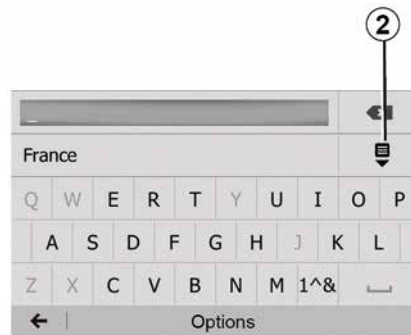 2
France
Q W E R T Y U I O P
A S D F G H J K L
Z X C V B N M 1^&
Options